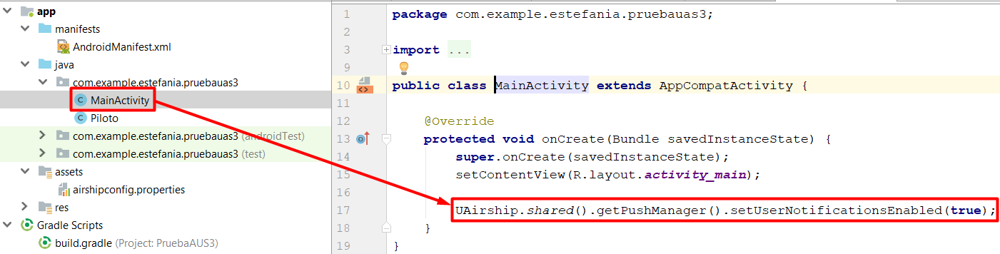 app
manifests
AndroidManifest.xml
java
com.example.estefania.pruebauas3
C MainActivity
C Piloto
com.example.estefania.pruebauas3 (androidTest)
com.example.estefania.pruebauas3 (test)
assets
airshipconfig.properties
res
Gradle Scripts
build.gradle (Project: PruebaAUS3)
1 package com.example.estefania.pruebauas3;
2
3 import ...
9
10 public class MainActivity extends AppCompatActivity {
11
12 @Override
13 protected void onCreate(Bundle savedInstanceState) {
14 super.onCreate(savedInstanceState);
15 setContentView(R.layout.activity_main);
16
17 UAirship.shared().getPushManager().setUserNotificationsEnabled(true);
18 }
19 }